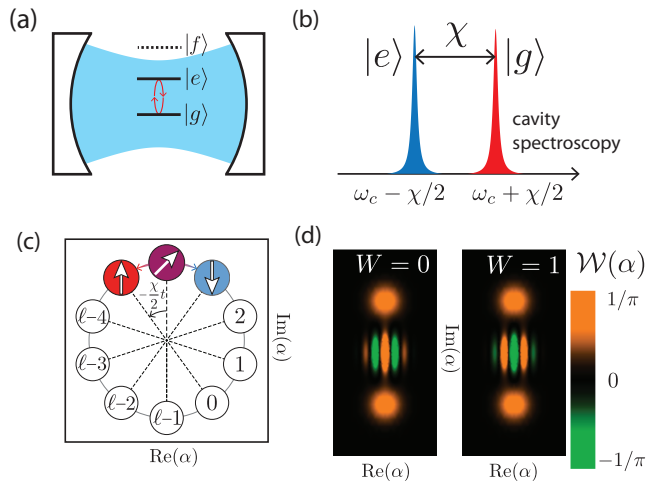 (a)
|f⟩
|e⟩
|g⟩
(b)
|e⟩ χ |g⟩
cavity
spectroscopy
ω_c − χ/2 ω_c + χ/2
(c)
−χ/2 t
ℓ−4 2
ℓ−3 1
ℓ−2 0
ℓ−1
Im(α)
Re(α)
(d)
W = 0 W = 1 𝒲(α)
1/π
0
−1/π
Im(α)
Re(α) Re(α)